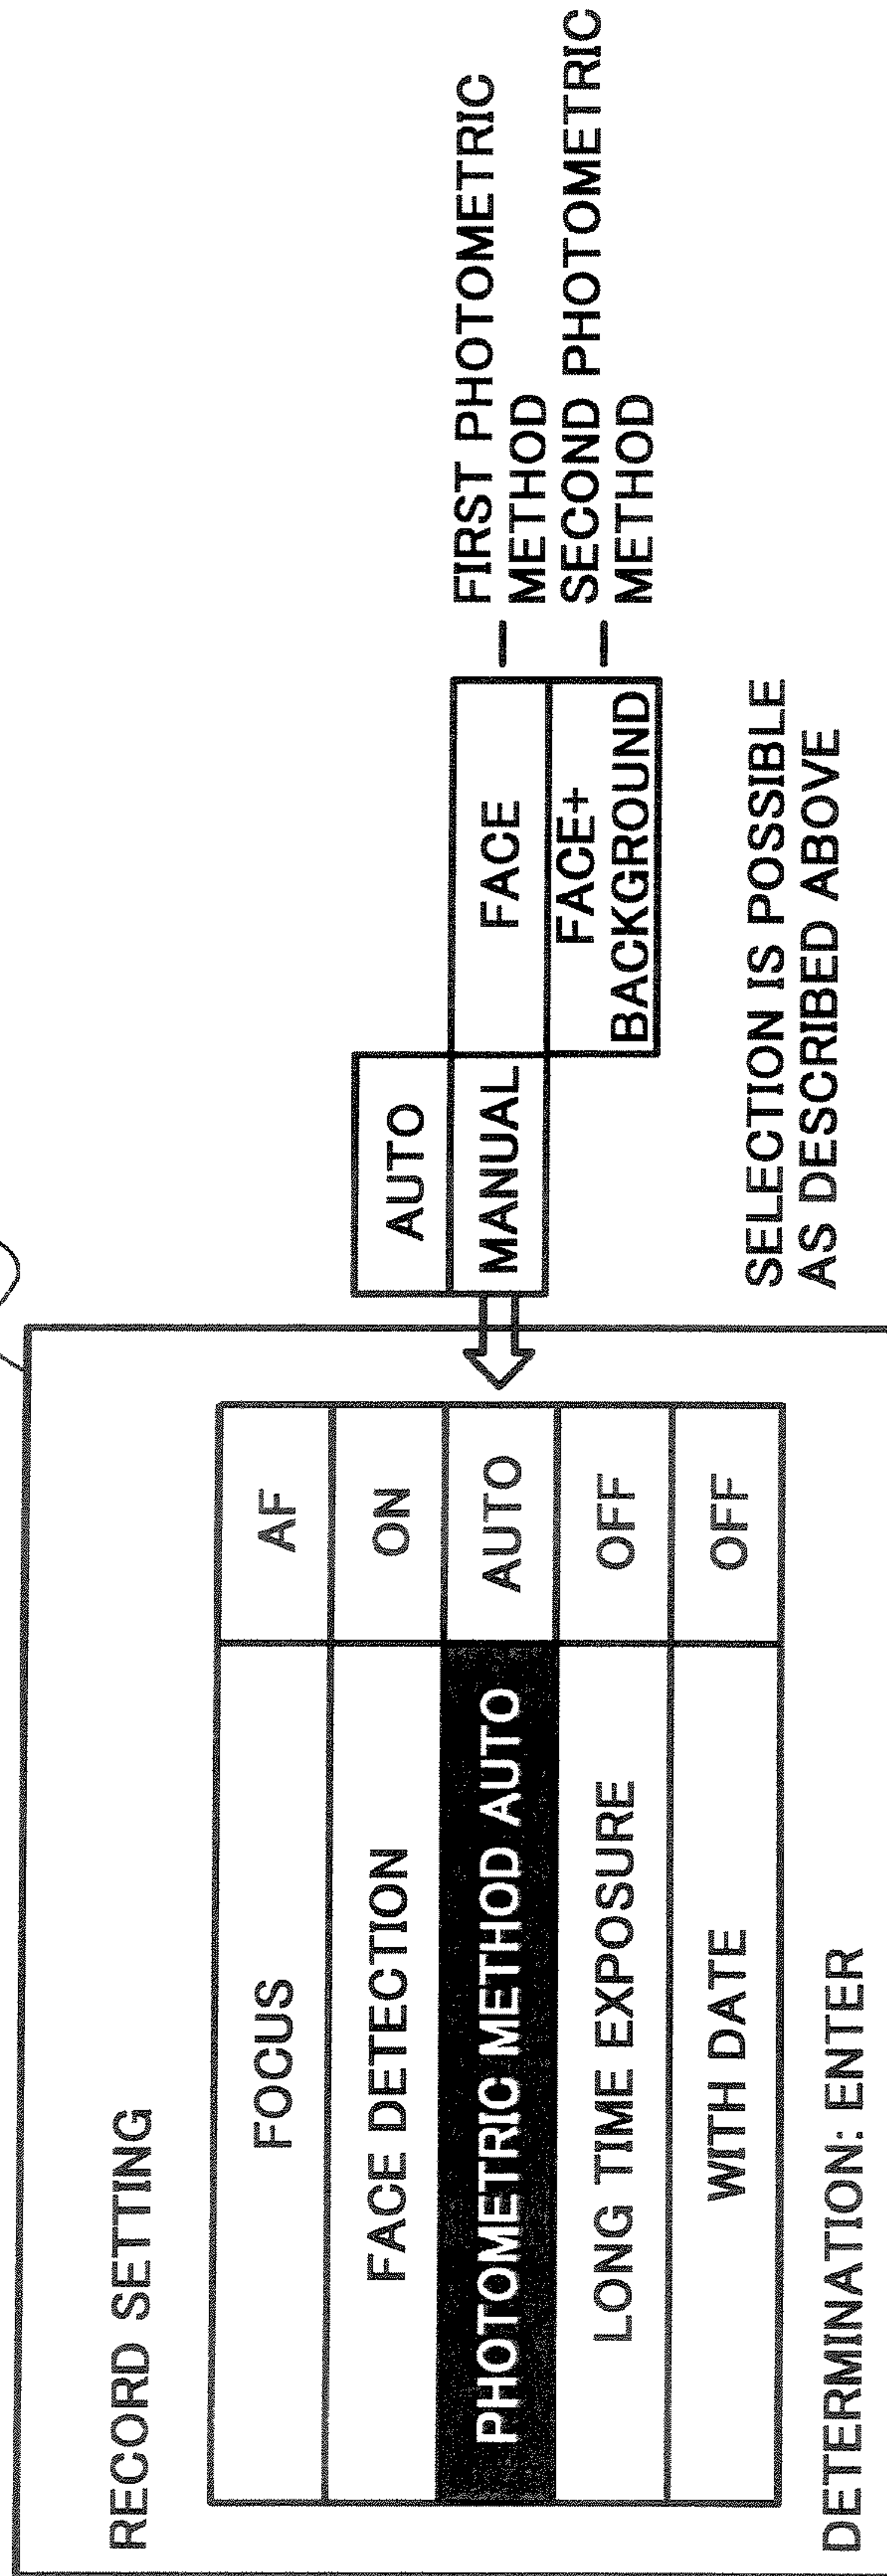 RECORD SETTING
FOCUS AF
FACE DETECTION ON
PHOTOMETRIC METHOD AUTO AUTO
LONG TIME EXPOSURE OFF
WITH DATE OFF
DETERMINATION: ENTER
AUTO
MANUAL FACE
FACE+
BACKGROUND
FIRST PHOTOMETRIC
METHOD
SECOND PHOTOMETRIC
METHOD
SELECTION IS POSSIBLE
AS DESCRIBED ABOVE